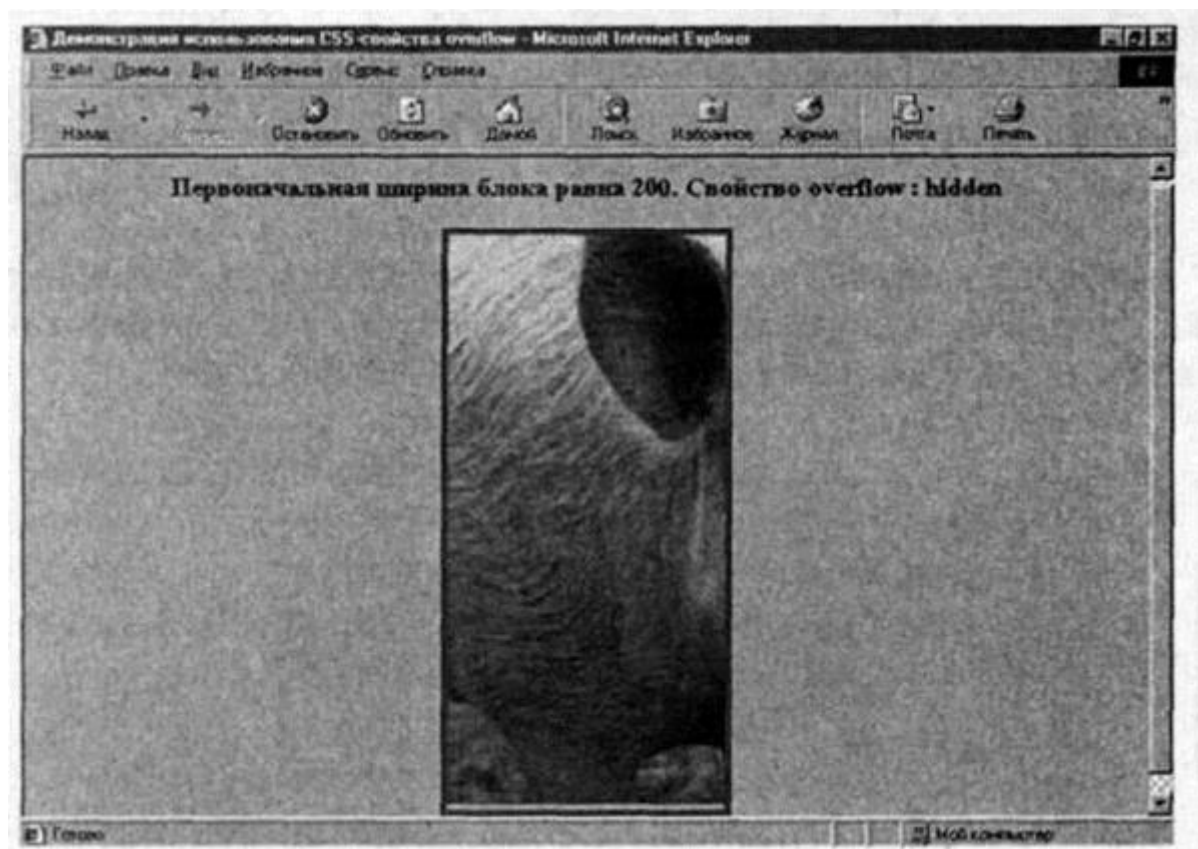 Демонстрация использования CSS-свойства overflow - Microsoft Internet Explorer
Файл Правка Вид Избранное Сервис Справка
Назад Остановить Обновить Домой Поиск Избранное Журнал Почта Печать
Первоначальная ширина блока равна 200. Свойство overflow : hidden
Готово Мой компьютер